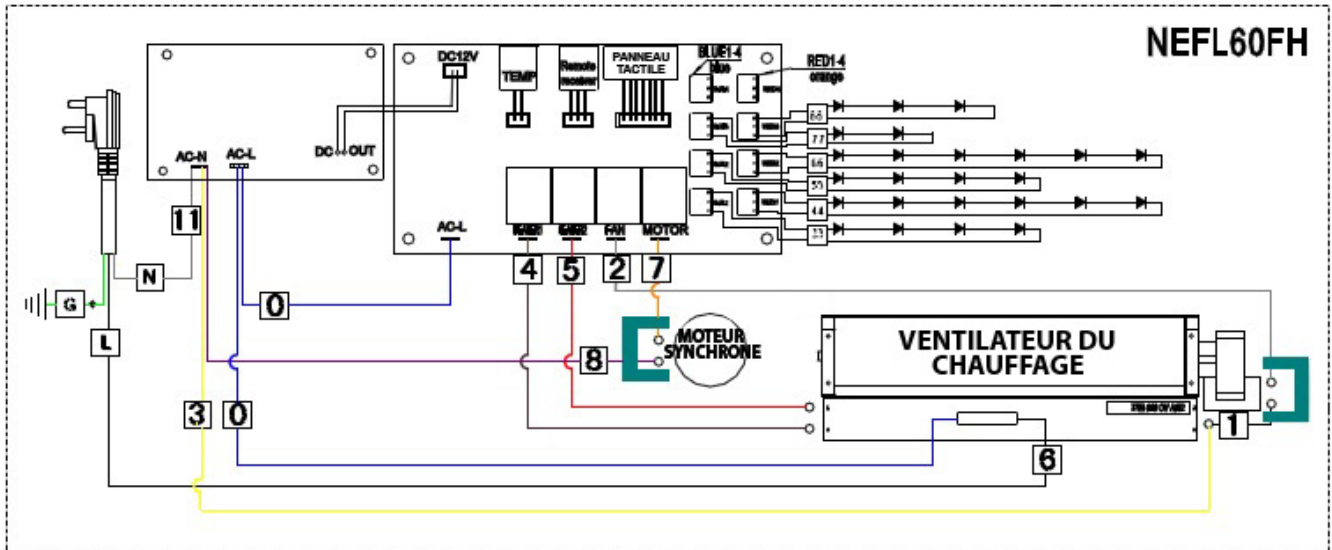 NEFL60FH
DC12V
TEMP
Remote
receiver
PANNEAU
TACTILE
BLUE1-4
blue
RED1-4
orange
AC-N
AC-L
DC OUT
11
N
G
L
0
AC-L
FAN
MOTOR
4
5
2
7
66
77
66
55
44
33
MOTEUR
SYNCHRONE
8
VENTILATEUR DU
CHAUFFAGE
3
0
6
1